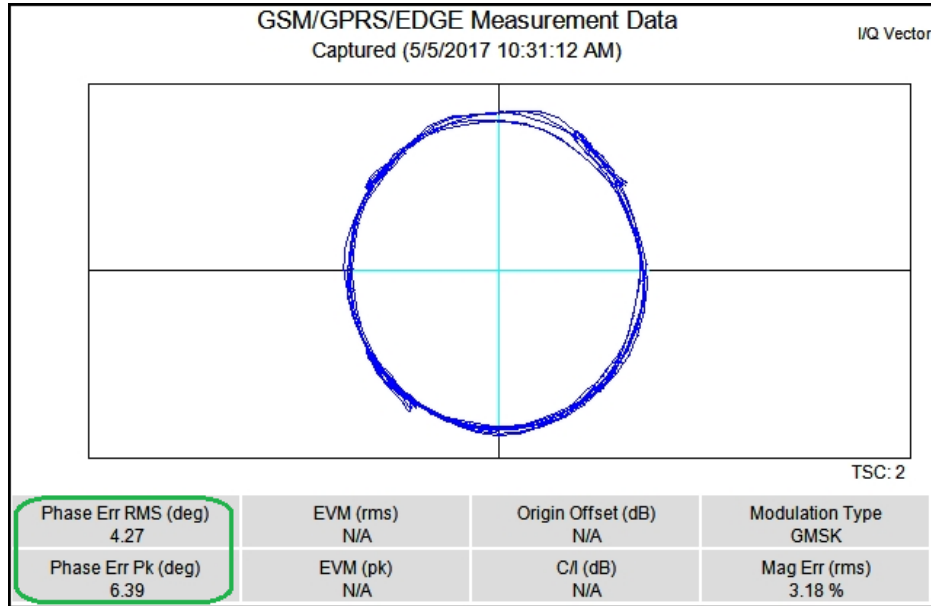 GSM/GPRS/EDGE Measurement Data
Captured (5/5/2017 10:31:12 AM)
I/Q Vector
TSC: 2
Phase Err RMS (deg) EVM (rms) Origin Offset (dB) Modulation Type
4.27 N/A N/A GMSK
Phase Err Pk (deg) EVM (pk) C/I (dB) Mag Err (rms)
6.39 N/A N/A 3.18 %